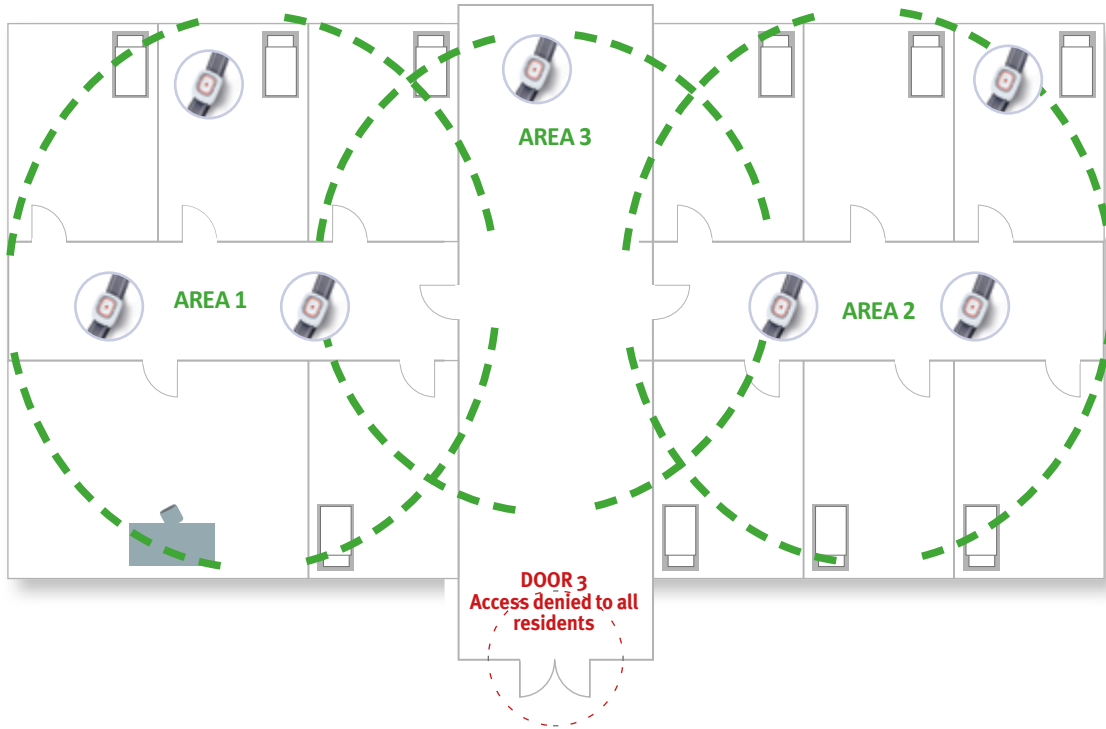 AREA 3
AREA 1
AREA 2
DOOR 3
Access denied to all
residents